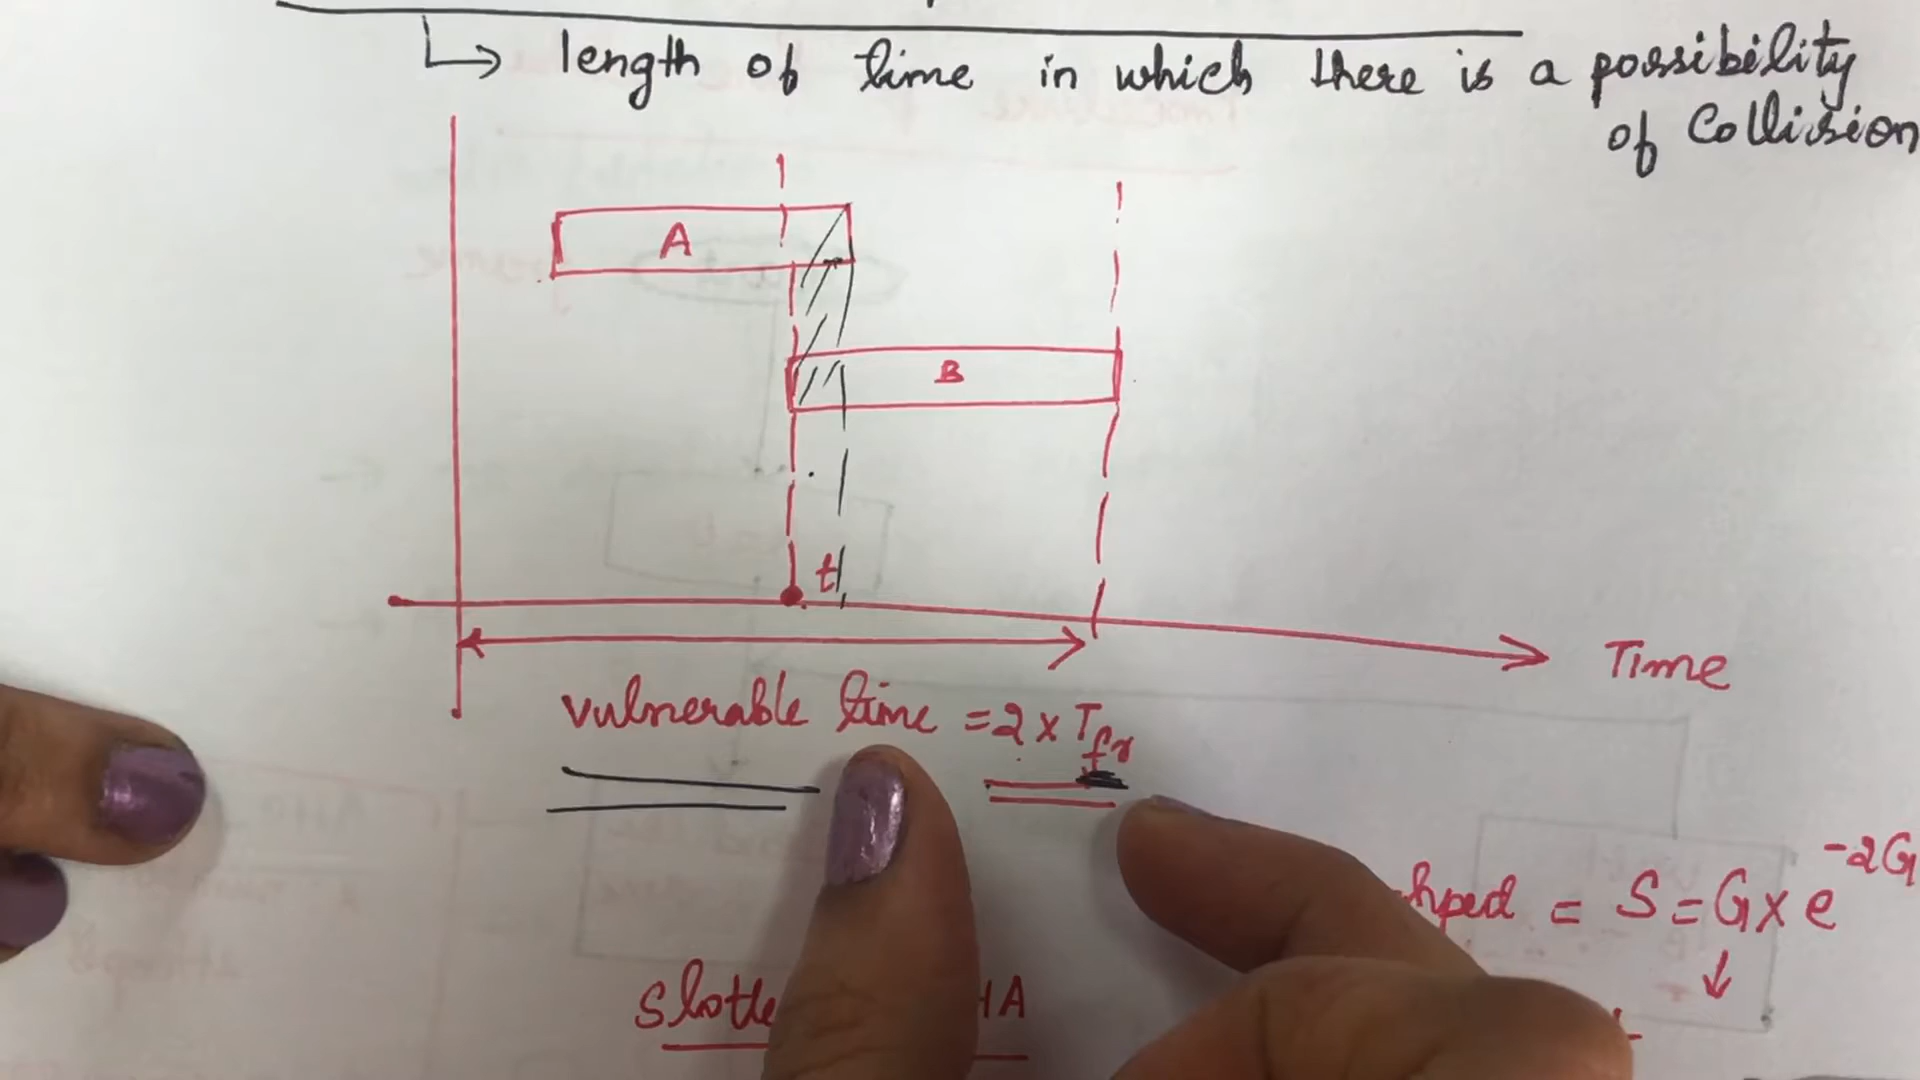 ↳ length of time in which there is a possibility
of Collision
A
B
t
Time
vulnerable time = 2 x Tfr
= S = G x e^-2G
↓